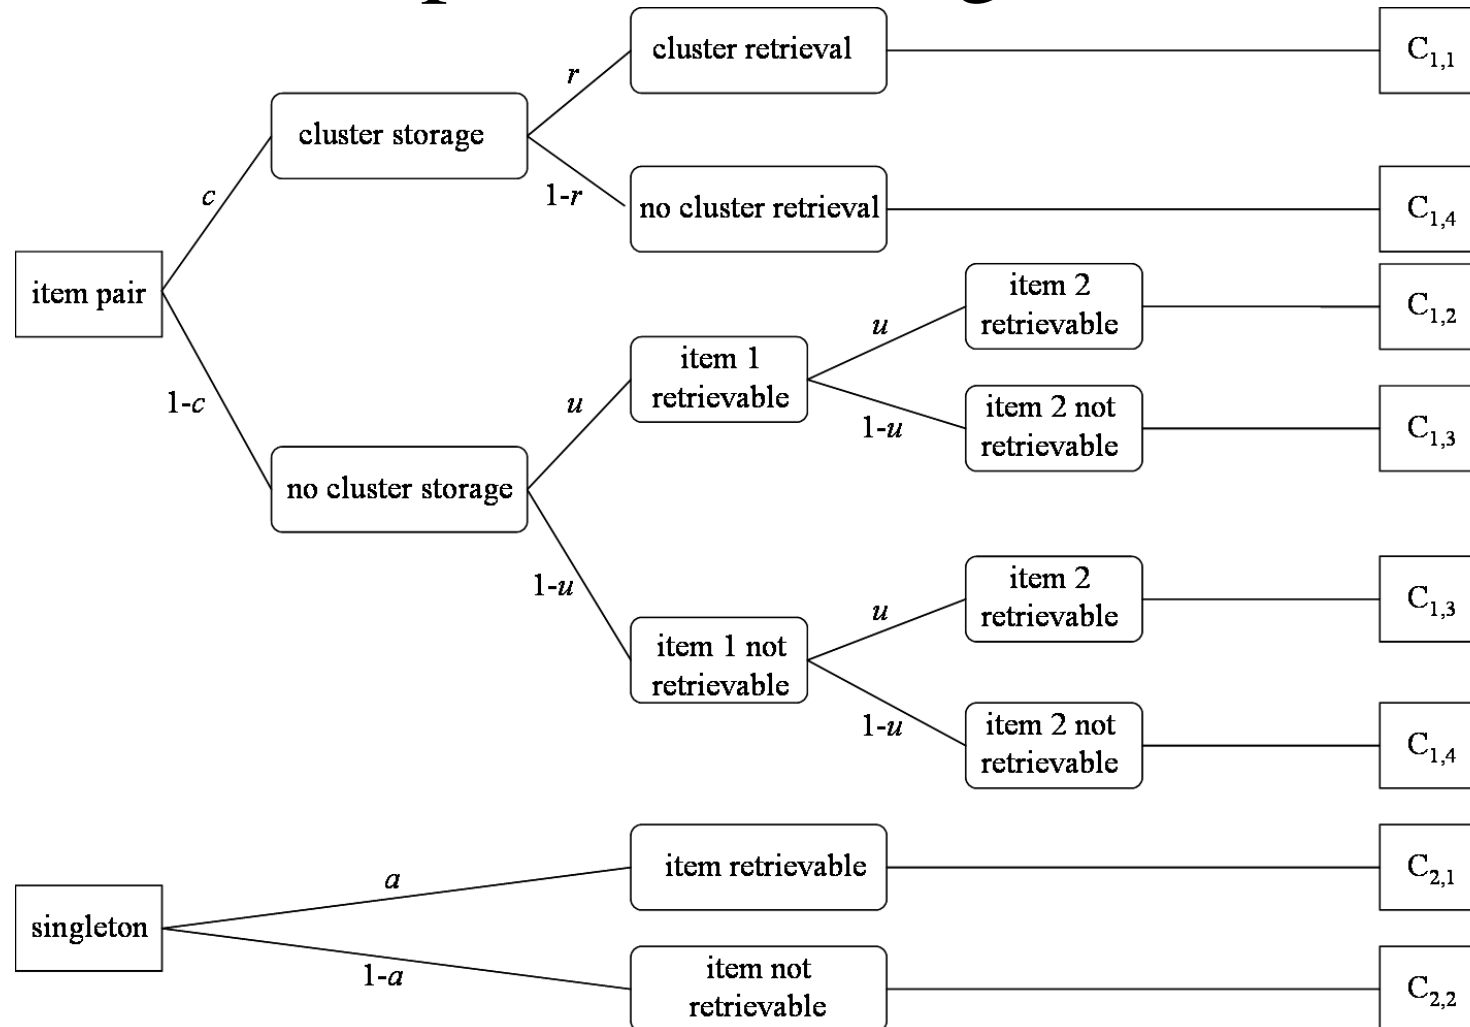 cluster retrieval
C1,1
r
cluster storage
1-r
c
no cluster retrieval
C1,4
item pair
item 2
retrievable
C1,2
u
item 1
retrievable
1-c
u
1-u
item 2 not
retrievable
C1,3
no cluster storage
1-u
item 2
retrievable
C1,3
u
item 1 not
retrievable
1-u
item 2 not
retrievable
C1,4
item retrievable
C2,1
a
singleton
1-a
item not
retrievable
C2,2